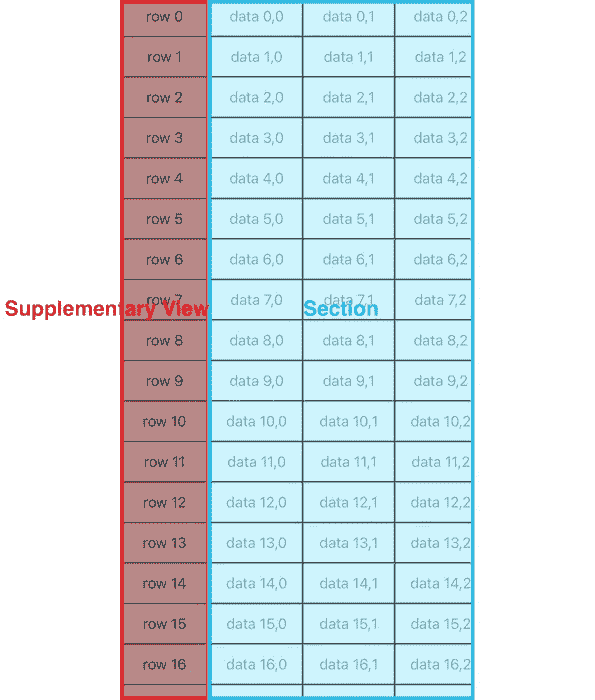 row 0 data 0,0 data 0,1 data 0,2
row 1 data 1,0 data 1,1 data 1,2
row 2 data 2,0 data 2,1 data 2,2
row 3 data 3,0 data 3,1 data 3,2
row 4 data 4,0 data 4,1 data 4,2
row 5 data 5,0 data 5,1 data 5,2
row 6 data 6,0 data 6,1 data 6,2
row 7 data 7,0 data 7,1 data 7,2
Supplementary View Section
row 8 data 8,0 data 8,1 data 8,2
row 9 data 9,0 data 9,1 data 9,2
row 10 data 10,0 data 10,1 data 10,2
row 11 data 11,0 data 11,1 data 11,2
row 12 data 12,0 data 12,1 data 12,2
row 13 data 13,0 data 13,1 data 13,2
row 14 data 14,0 data 14,1 data 14,2
row 15 data 15,0 data 15,1 data 15,2
row 16 data 16,0 data 16,1 data 16,2